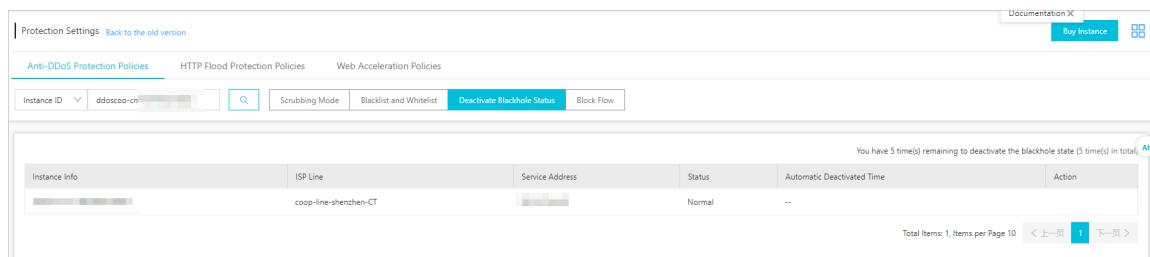 Documentation
Protection Settings Back to the old version
Buy Instance
Anti-DDoS Protection Policies HTTP Flood Protection Policies Web Acceleration Policies
Instance ID ddoscoo-cn Scrubbing Mode Blacklist and Whitelist Deactivate Blackhole Status Block Flow
You have 5 time(s) remaining to deactivate the blackhole state (5 time(s) in total)
Instance Info ISP Line Service Address Status Automatic Deactivated Time Action
coop-line-shenzhen-CT Normal --
Total Items: 1, Items per Page 10 < 上一页 1 下一页 >